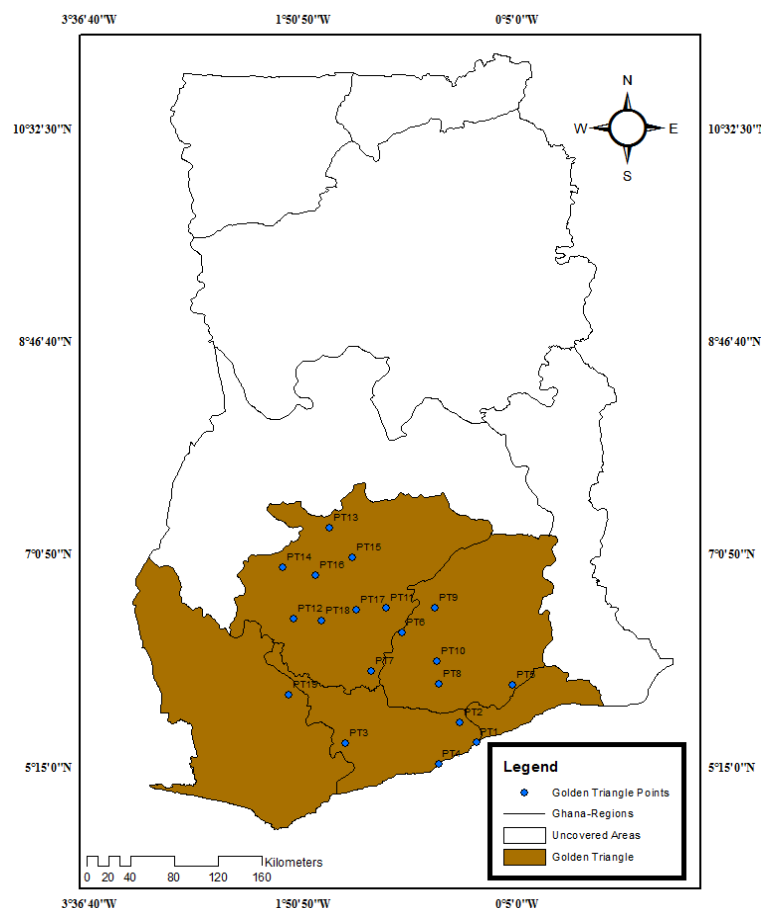 3°36'40"W 1°50'50"W 0°5'0"W
N
10°32'30"N W E 10°32'30"N
S
8°46'40"N 8°46'40"N
PT13
7°0'50"N PT15 7°0'50"N
PT14
PT16
PT17 PT11 PT9
PT12 PT18
PT6
PT10
PT7
PT8 PT5
PT19
PT2
PT3 PT1
5°15'0"N PT4 5°15'0"N
Legend
Golden Triangle Points
Ghana-Regions
Uncovered Areas
Golden Triangle
Kilometers
0 20 40 80 120 160
3°36'40"W 1°50'50"W 0°5'0"W